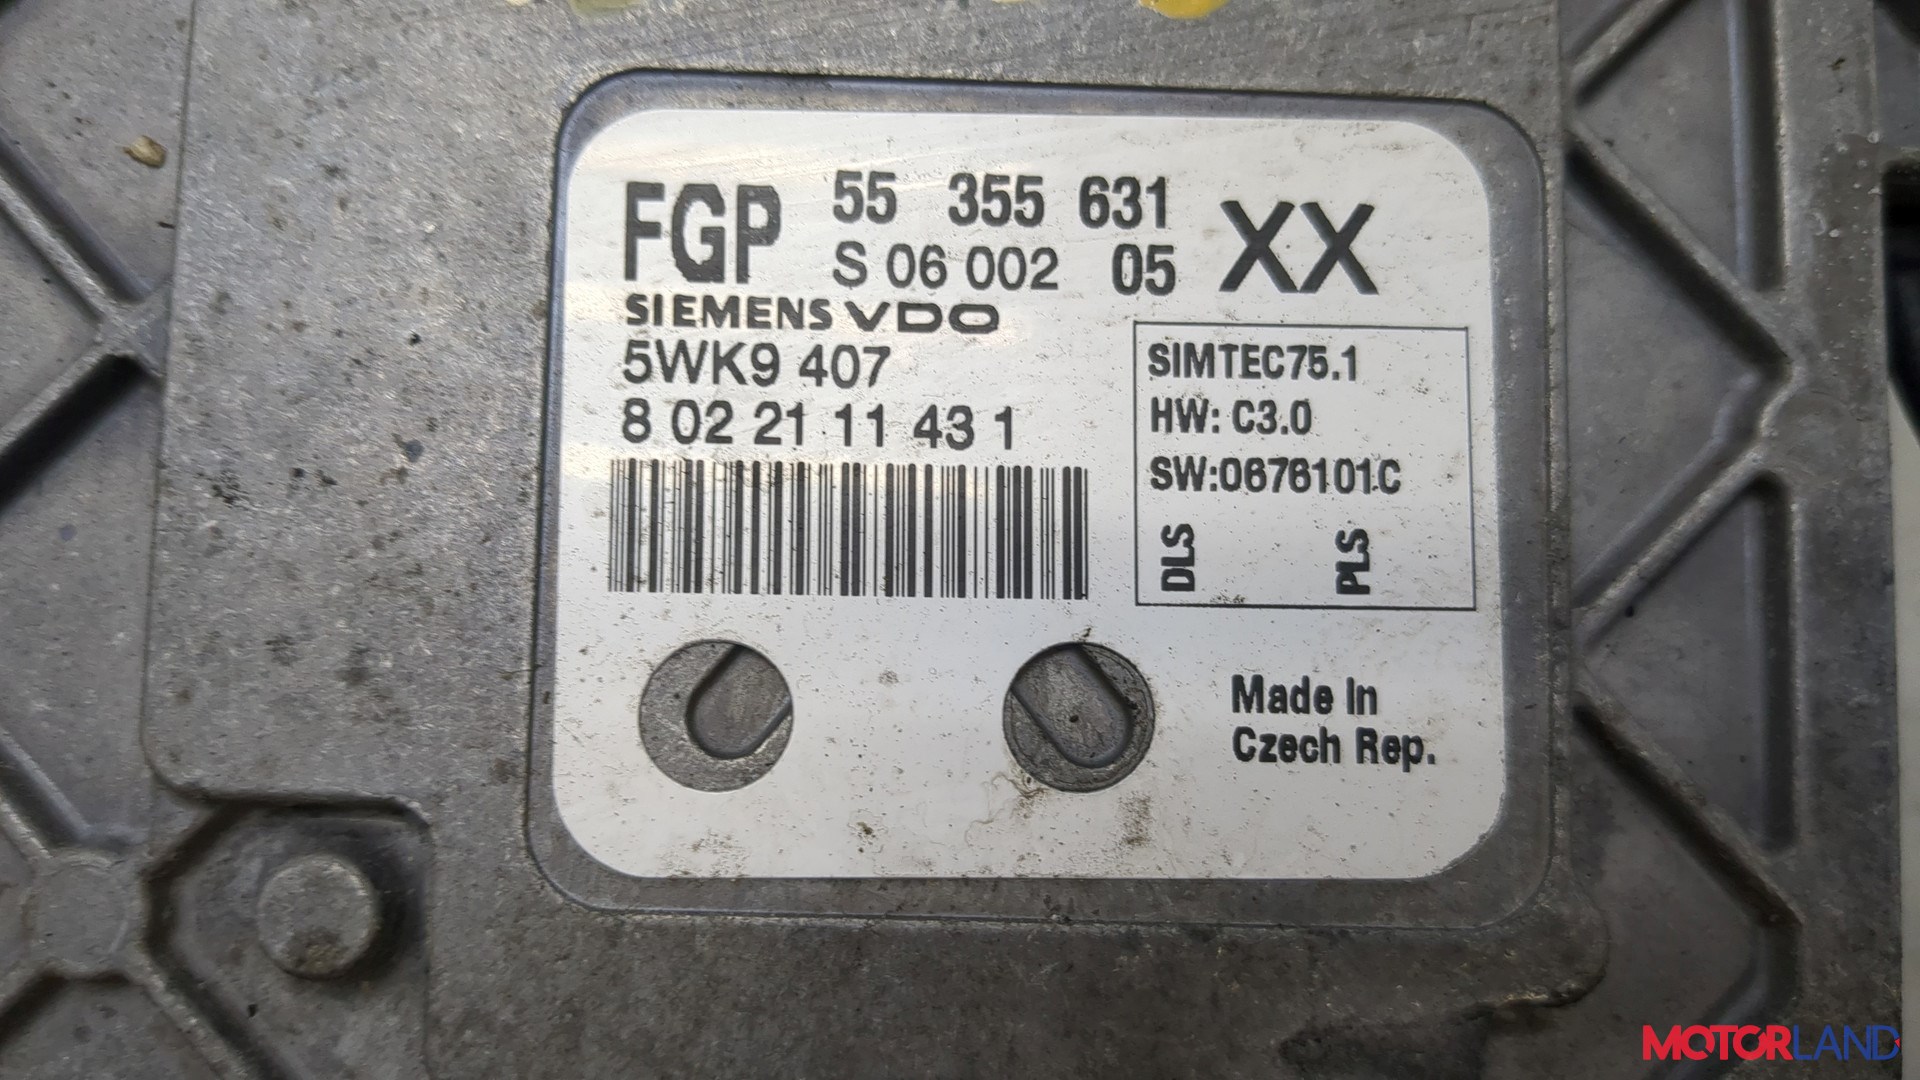 FGP 55 355 631 XX
S 06 002 05
SIEMENS VDO
5WK9 407
8 02 21 11 43 1
SIMTEC75.1
HW: C3.0
SW:0676101C
DLS PLS
Made In
Czech Rep.
MOTORLAND